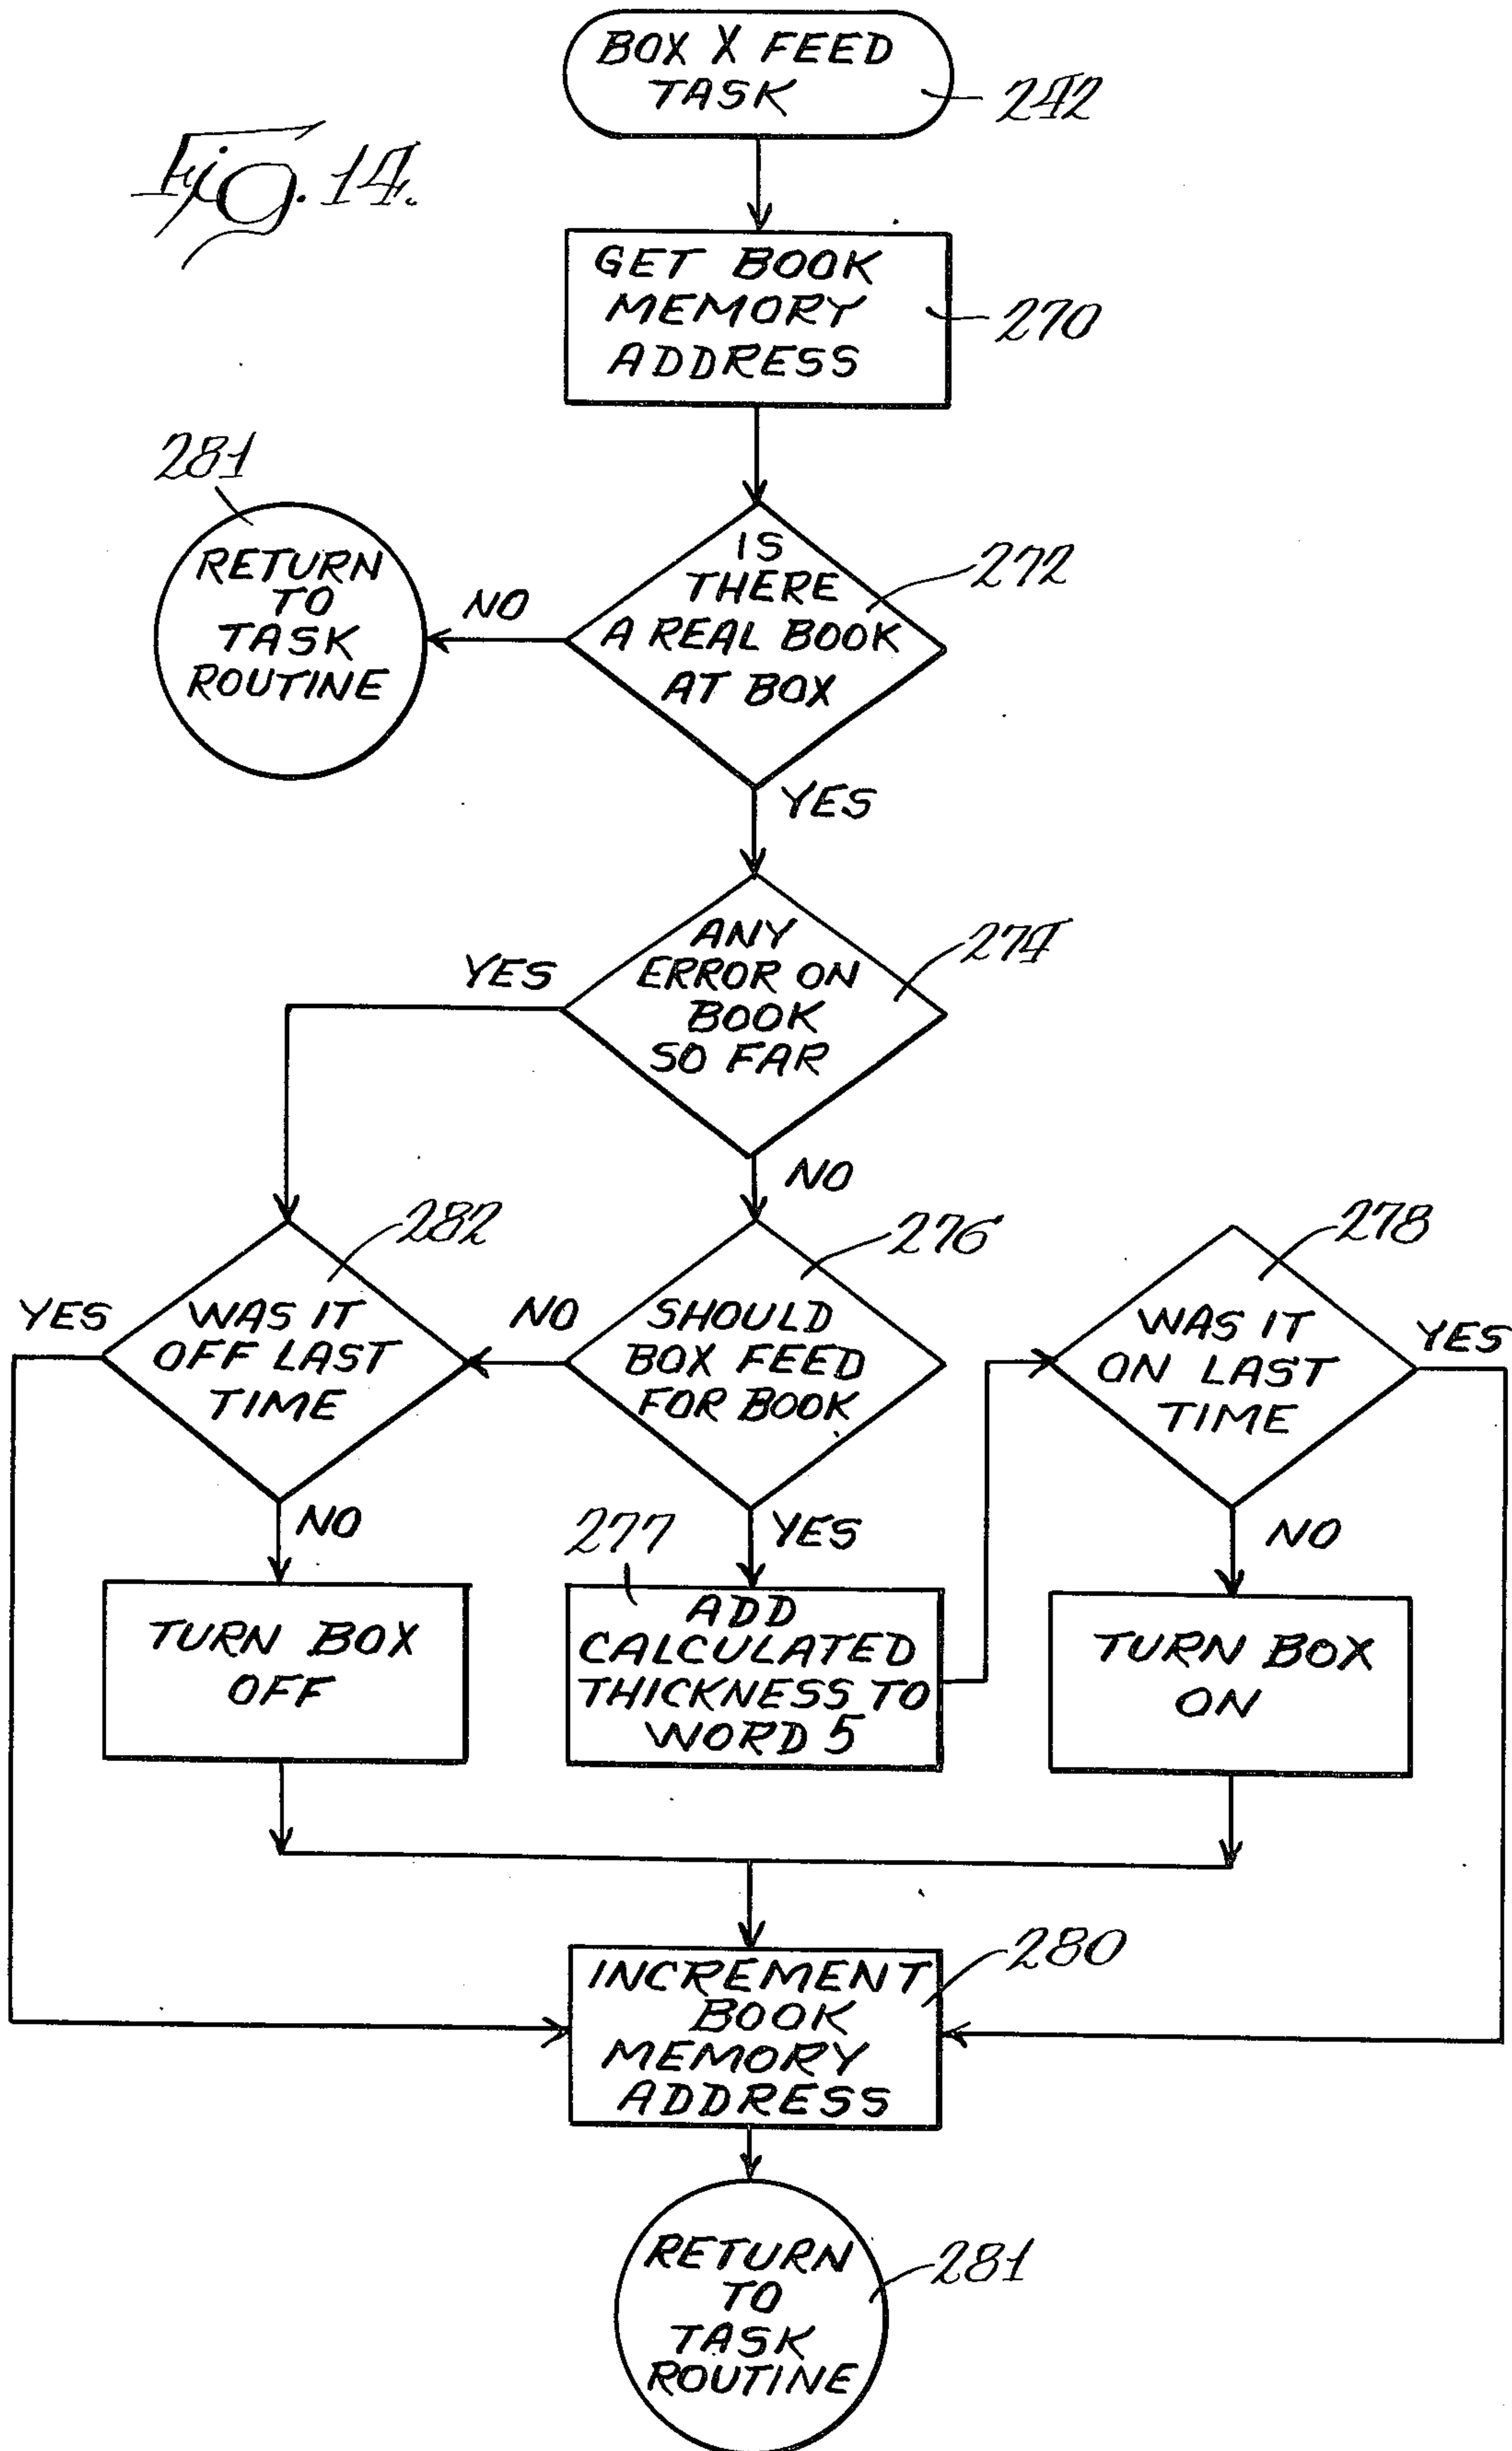 BOX X FEED
TASK
242
Fig. 14.
GET BOOK
MEMORY
ADDRESS
270
281
RETURN
TO
TASK
ROUTINE
NO
IS
THERE
A REAL BOOK
AT BOX
272
YES
ANY
ERROR ON
BOOK
SO FAR
274
YES
NO
282
276
278
YES
WAS IT
OFF LAST
TIME
NO
SHOULD
BOX FEED
FOR BOOK
WAS IT
ON LAST
TIME
YES
NO
277
YES
NO
TURN BOX
OFF
ADD
CALCULATED
THICKNESS TO
WORD 5
TURN BOX
ON
INCREMENT
BOOK
MEMORY
ADDRESS
280
RETURN
TO
TASK
ROUTINE
281